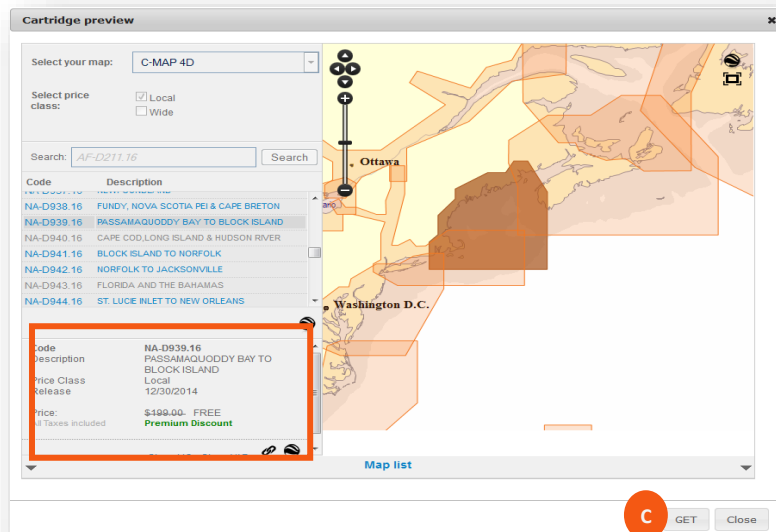 Cartridge preview
Select your map: C-MAP 4D
Select price class:
Local
Wide
Search: AF-D211.16 Search
Code Description
NA-D938.16 FUNDY, NOVA SCOTIA PEI & CAPE BRETON
NA-D939.16 PASSAMAQUODDY BAY TO BLOCK ISLAND
NA-D940.16 CAPE COD,LONG ISLAND & HUDSON RIVER
NA-D941.16 BLOCK ISLAND TO NORFOLK
NA-D942.16 NORFOLK TO JACKSONVILLE
NA-D943.16 FLORIDA AND THE BAHAMAS
NA-D944.16 ST. LUCIE INLET TO NEW ORLEANS
Code NA-D939.16
Description PASSAMAQUODDY BAY TO
BLOCK ISLAND
Price Class Local
Release 12/30/2014
Price: $199.00 FREE
All Taxes included Premium Discount
Ottawa
Washington D.C.
Map list
C GET Close